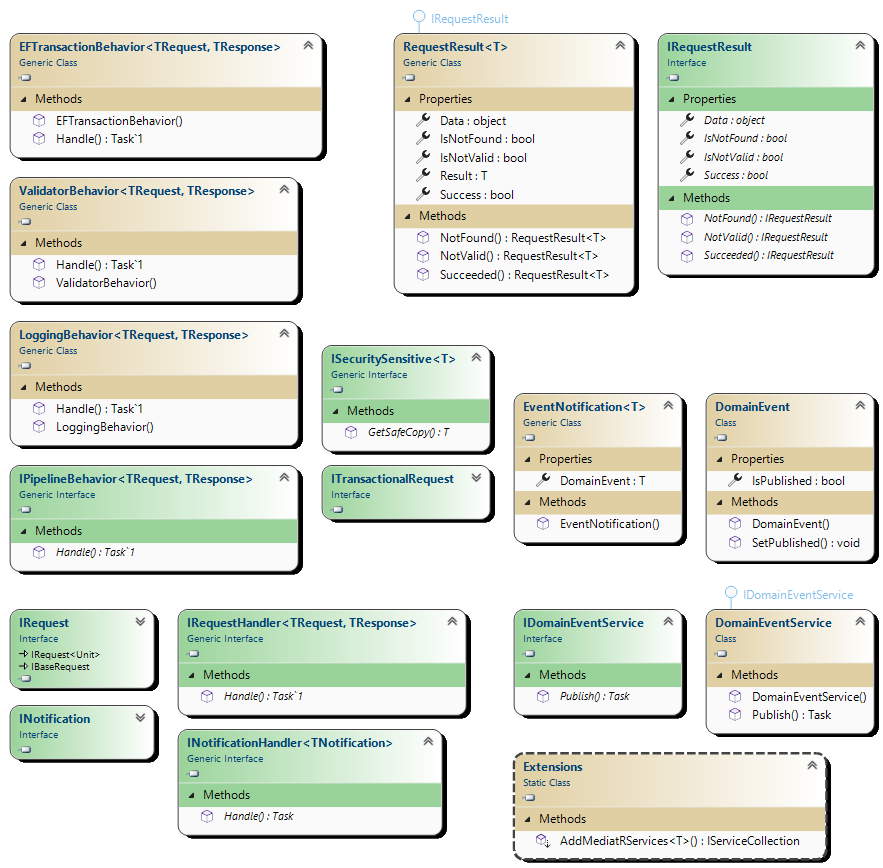 IRequestResult
EFTransactionBehavior<TRequest, TResponse>
Generic Class
Methods
EFTransactionBehavior()
Handle() : Task`1
RequestResult<T>
Generic Class
Properties
Data : object
IsNotFound : bool
IsNotValid : bool
Result : T
Success : bool
Methods
NotFound() : RequestResult<T>
NotValid() : RequestResult<T>
Succeeded() : RequestResult<T>
IRequestResult
Interface
Properties
Data : object
IsNotFound : bool
IsNotValid : bool
Success : bool
Methods
NotFound() : IRequestResult
NotValid() : IRequestResult
Succeeded() : IRequestResult
ValidatorBehavior<TRequest, TResponse>
Generic Class
Methods
Handle() : Task`1
ValidatorBehavior()
LoggingBehavior<TRequest, TResponse>
Generic Class
Methods
Handle() : Task`1
LoggingBehavior()
ISecuritySensitive<T>
Generic Interface
Methods
GetSafeCopy() : T
EventNotification<T>
Generic Class
Properties
DomainEvent : T
Methods
EventNotification()
DomainEvent
Class
Properties
IsPublished : bool
Methods
DomainEvent()
SetPublished() : void
IPipelineBehavior<TRequest, TResponse>
Generic Interface
Methods
Handle() : Task`1
ITransactionalRequest
Interface
IRequest
Interface
IRequest<Unit>
IBaseRequest
IRequestHandler<TRequest, TResponse>
Generic Interface
Methods
Handle() : Task`1
IDomainEventService
Interface
Methods
Publish() : Task
IDomainEventService
DomainEventService
Class
Methods
DomainEventService()
Publish() : Task
INotification
Interface
INotificationHandler<TNotification>
Generic Interface
Methods
Handle() : Task
Extensions
Static Class
Methods
AddMediatRServices<T>() : IServiceCollection